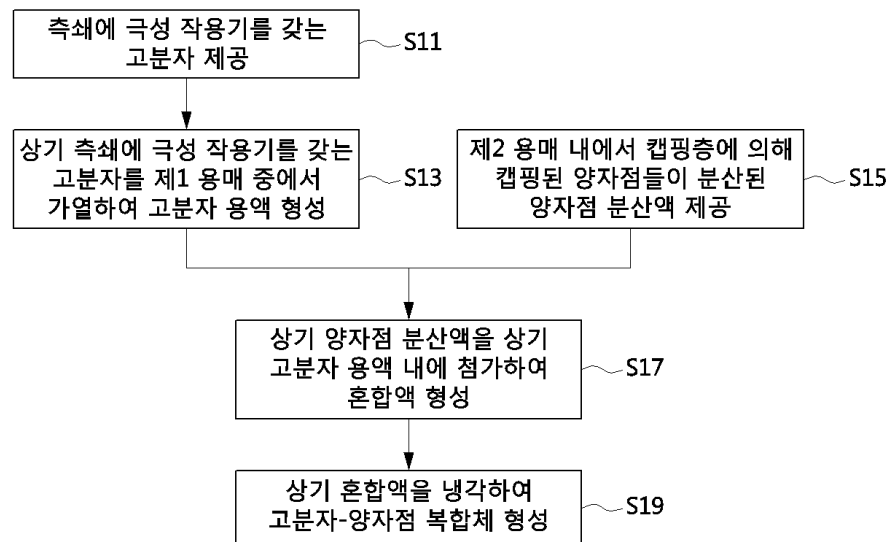 측쇄에 극성 작용기를 갖는
고분자 제공
S11
상기 측쇄에 극성 작용기를 갖는
고분자를 제1 용매 중에서
가열하여 고분자 용액 형성
S13
제2 용매 내에서 캡핑층에 의해
캡핑된 양자점들이 분산된
양자점 분산액 제공
S15
상기 양자점 분산액을 상기
고분자 용액 내에 첨가하여
혼합액 형성
S17
상기 혼합액을 냉각하여
고분자-양자점 복합체 형성
S19